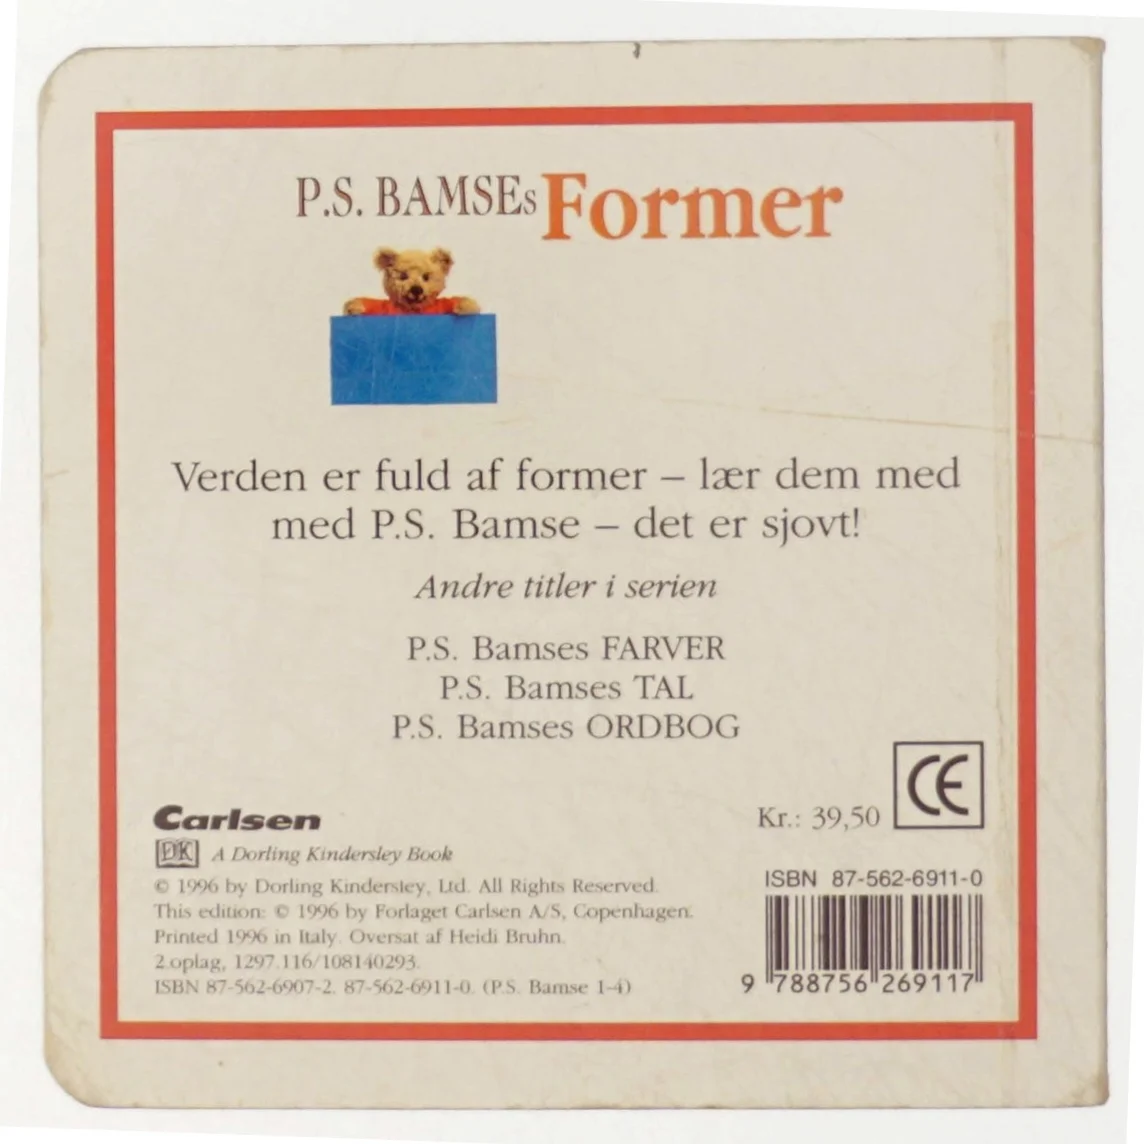 P.S. BAMSEs Former
Verden er fuld af former – lær dem med
med P.S. Bamse – det er sjovt!
Andre titler i serien
P.S. Bamses FARVER
P.S. Bamses TAL
P.S. Bamses ORDBOG
CE
Kr.: 39,50
Carlsen
DK A Dorling Kindersley Book
© 1996 by Dorling Kindersley, Ltd. All Rights Reserved.
This edition: © 1996 by Forlaget Carlsen A/S, Copenhagen.
Printed 1996 in Italy. Oversat af Heidi Bruhn.
2.oplag, 1297.116/108140293.
ISBN 87-562-6907-2. 87-562-6911-0. (P.S. Bamse 1-4)
ISBN 87-562-6911-0
9 788756 269117